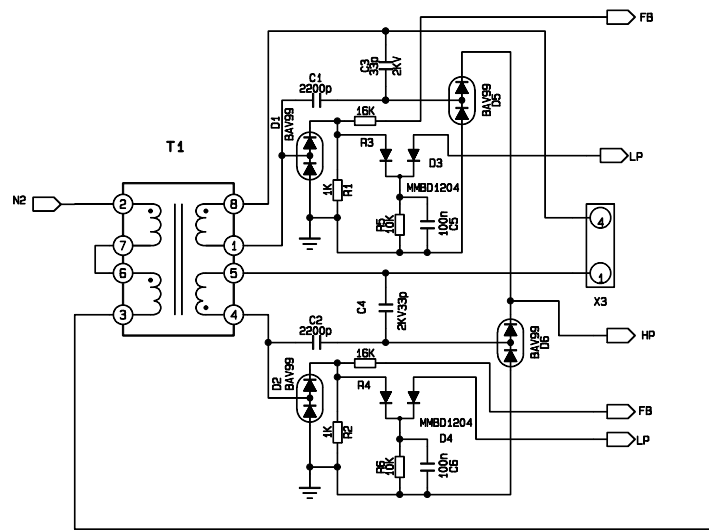 FB
C3
33p
2KV
C1
2200p
D1
BAV99
16K
BAV99
D5
T1
R3
D3
LP
MMBD1204
1K
R1
N2
2
8
R5
10K
100n
C5
4
7
1
6
5
1
X3
C4
2KV33p
3
4
C2
2200p
BAV99
D6
HP
D2
BAV99
16K
R4
FB
MMBD1204
D4
LP
1K
R2
R6
10K
100n
C6